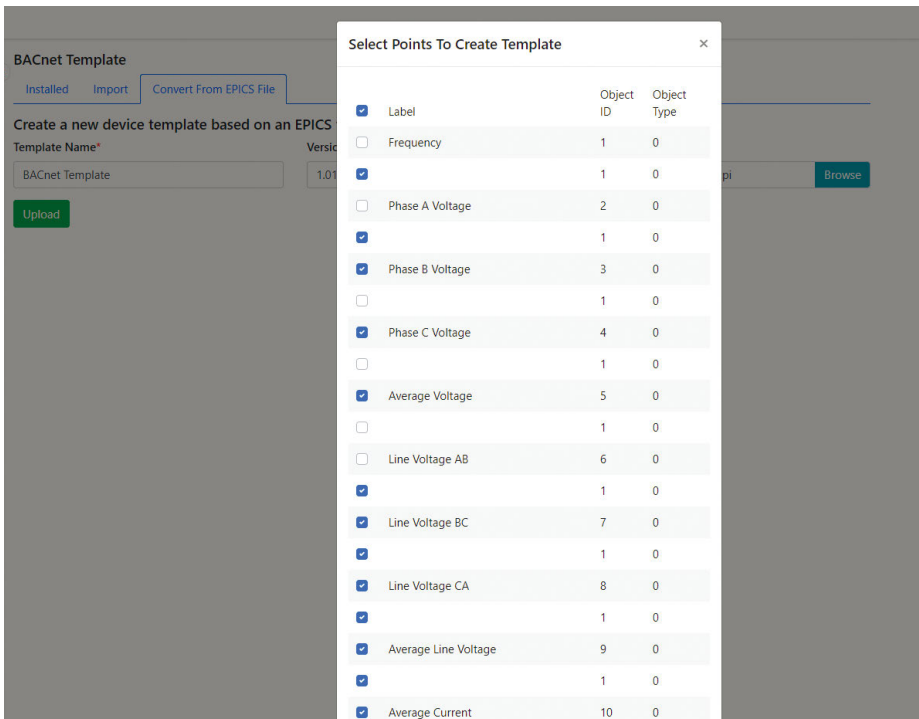 Select Points To Create Template ×
BACnet Template
Installed Import Convert From EPICS File
Create a new device template based on an EPICS
Template Name*
BACnet Template
1.01
pi
Browse
Upload
Label Object ID Object Type
Frequency 1 0
1 0
Phase A Voltage 2 0
1 0
Phase B Voltage 3 0
1 0
Phase C Voltage 4 0
1 0
Average Voltage 5 0
1 0
Line Voltage AB 6 0
1 0
Line Voltage BC 7 0
1 0
Line Voltage CA 8 0
1 0
Average Line Voltage 9 0
1 0
Average Current 10 0